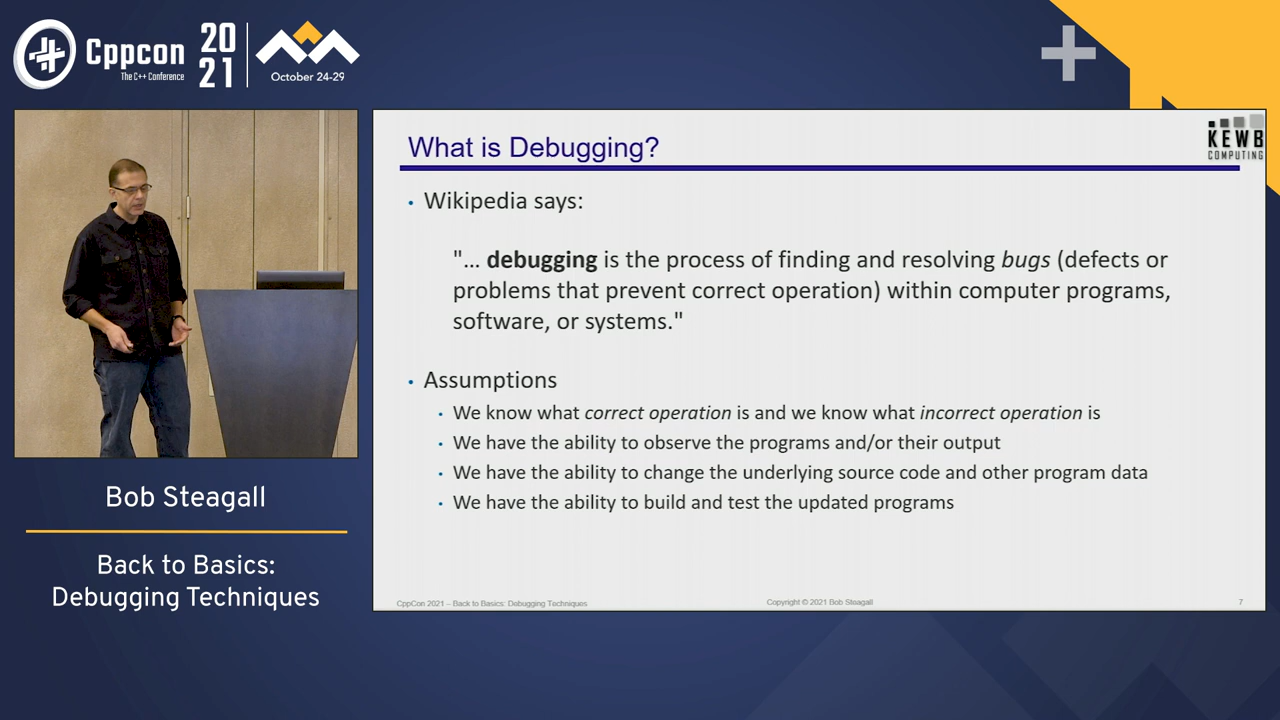 Cppcon
The C++ Conference
20
21
October 24-29
What is Debugging?
KEWB
COMPUTING
• Wikipedia says:
"... debugging is the process of finding and resolving bugs (defects or
problems that prevent correct operation) within computer programs,
software, or systems."
• Assumptions
• We know what correct operation is and we know what incorrect operation is
• We have the ability to observe the programs and/or their output
• We have the ability to change the underlying source code and other program data
• We have the ability to build and test the updated programs
CppCon 2021 – Back to Basics: Debugging Techniques
Copyright © 2021 Bob Steagall
7
Bob Steagall
Back to Basics:
Debugging Techniques